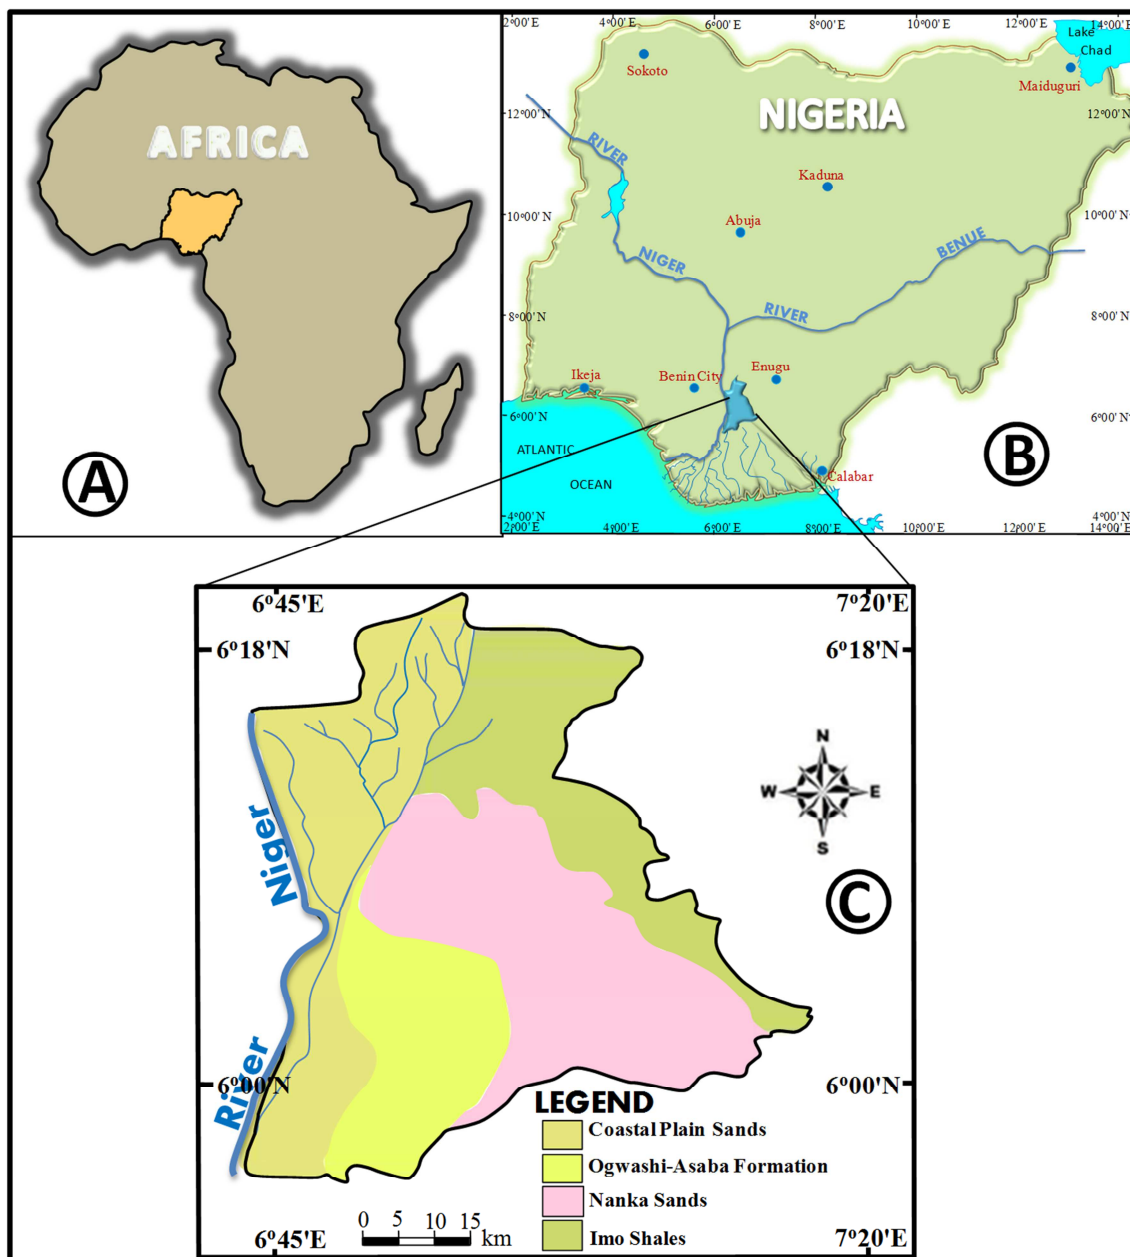 AFRICA
A
2°00' E 4°00' E 6°00' E 8°00' E 10°00' E 12°00' E 14°00' E
Lake
Chad
Sokoto
Maiduguri
NIGERIA
12°00' N 12°00' N
RIVER
Kaduna
10°00' N 10°00' N
Abuja
NIGER
BENUE
RIVER
8°00' N 8°00' N
Ikeja
Benin City
Enugu
6°00' N 6°00' N
ATLANTIC
OCEAN
B
Calabar
4°00' N 4°00' N
2°00' E 4°00' E 6°00' E 8°00' E 10°00' E 12°00' E 14°00' E
6°45'E 7°20'E
6°18'N 6°18'N
N
W E
S
Niger
C
River
6°00'N 6°00'N
LEGEND
Coastal Plain Sands
Ogwashi-Asaba Formation
Nanka Sands
Imo Shales
0 5 10 15
km
6°45'E 7°20'E